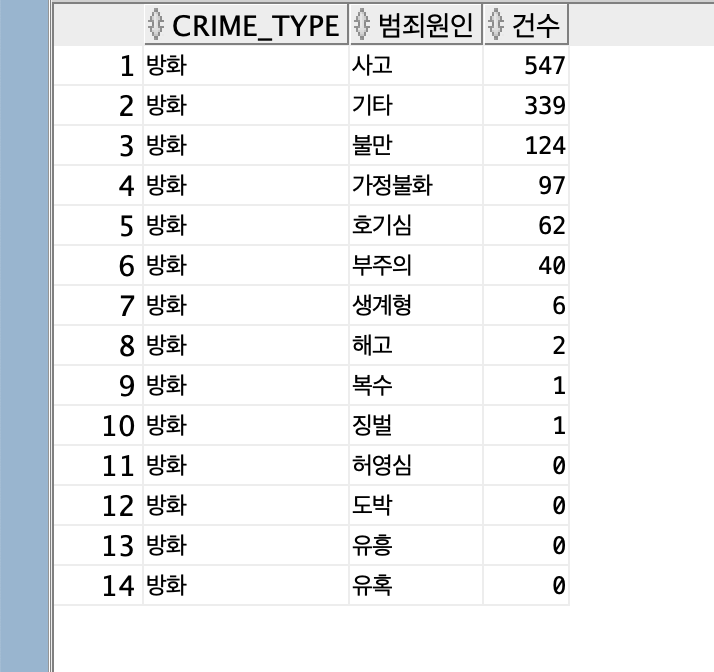 CRIME_TYPE 범죄원인 건수
1 방화 사고 547
2 방화 기타 339
3 방화 불만 124
4 방화 가정불화 97
5 방화 호기심 62
6 방화 부주의 40
7 방화 생계형 6
8 방화 해고 2
9 방화 복수 1
10 방화 징벌 1
11 방화 허영심 0
12 방화 도박 0
13 방화 유흥 0
14 방화 유혹 0